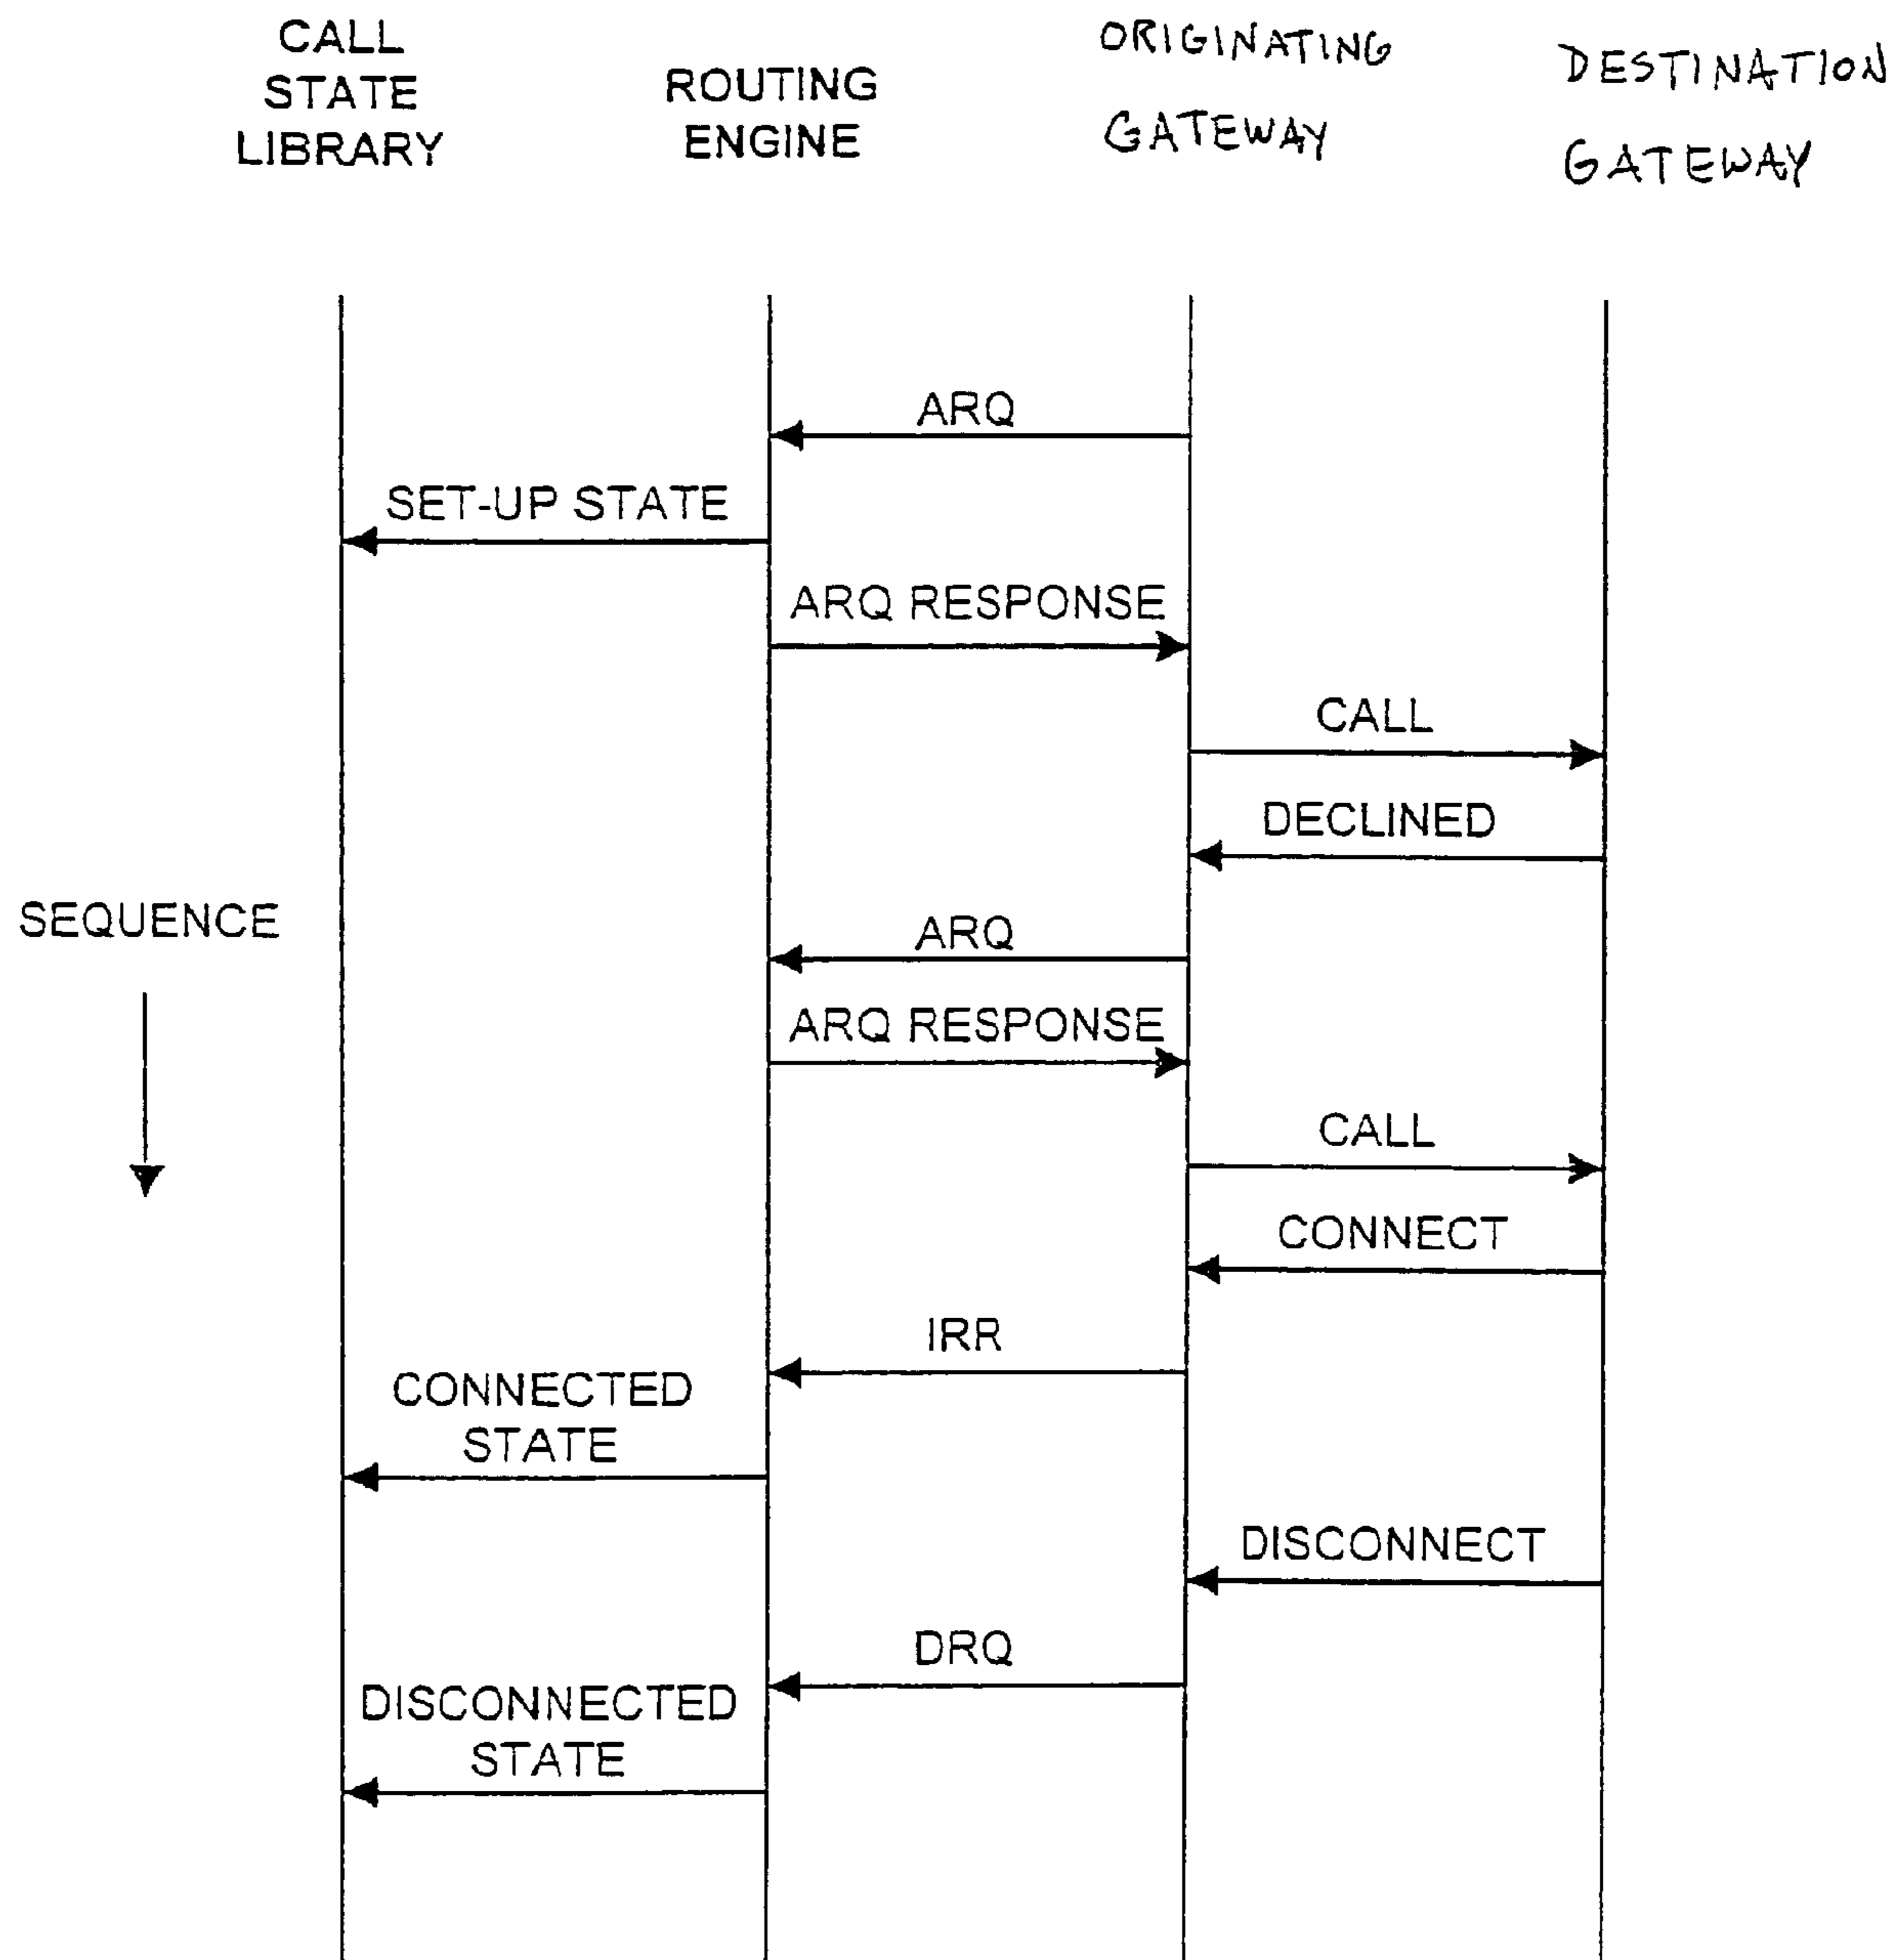 CALL
STATE
LIBRARY
ROUTING
ENGINE
ORIGINATING
GATEWAY
DESTINATION
GATEWAY
ARQ
SET-UP STATE
ARQ RESPONSE
CALL
DECLINED
SEQUENCE
ARQ
ARQ RESPONSE
CALL
CONNECT
IRR
CONNECTED
STATE
DISCONNECT
DRQ
DISCONNECTED
STATE